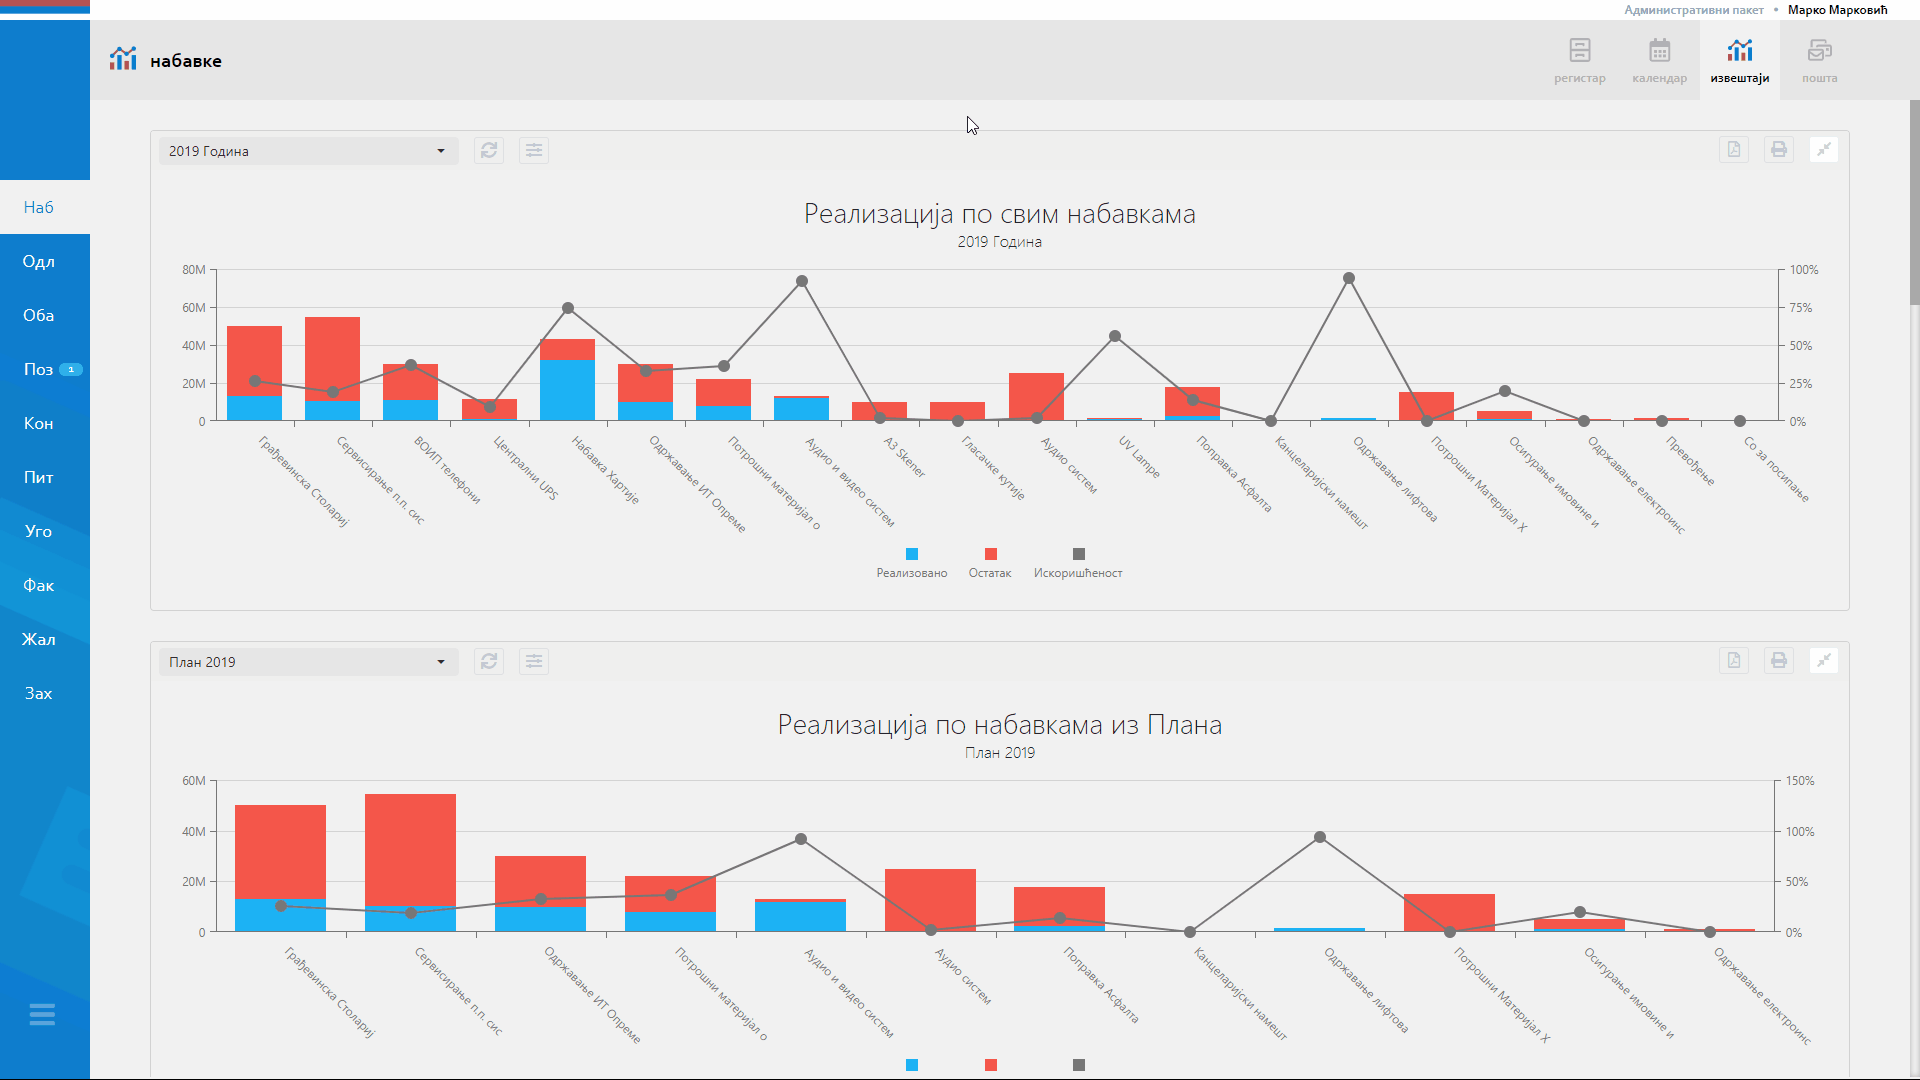 Административни пакет • Марко Марковић
набавке
регистар
календар
извештаји
пошта
Наб
Одл
Оба
Поз 1
Кон
Пит
Уго
Фак
Жал
Зах
2019 Година
Реализација по свим набавкама
2019 Година
80M
60M
40M
20M
0
100%
75%
50%
25%
0%
Грађевинска Столариј
Сервисирање п.п. сис
ВОИП телефони
Централни UPS
Набавка Хартије
Одржавање ИТ Опреме
Потрошни материјал о
Аудио и видео систем
A3 Skener
Гласачке кутије
Аудио систем
UV Lampe
Поправка Асфалта
Канцеларијски намешт
Одржавање лифтова
Потрошни Материјал Х
Осигурање имовине и
Одржавање електроинс
Превођење
Со за посипање
Реализовано
Остатак
Искоришћеност
План 2019
Реализација по набавкама из Плана
План 2019
60M
40M
20M
0
150%
100%
50%
0%
Грађевинска Столариј
Сервисирање п.п. сис
Одржавање ИТ Опреме
Потрошни материјал о
Аудио и видео систем
Аудио систем
Поправка Асфалта
Канцеларијски намешт
Одржавање лифтова
Потрошни Материјал Х
Осигурање имовине и
Одржавање електроинс